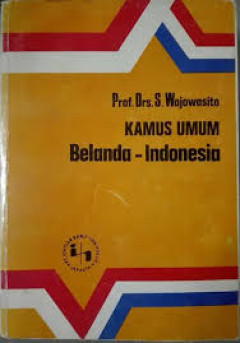 Prof. Drs. S. Wojowasito
KAMUS UMUM
Belanda - Indonesia